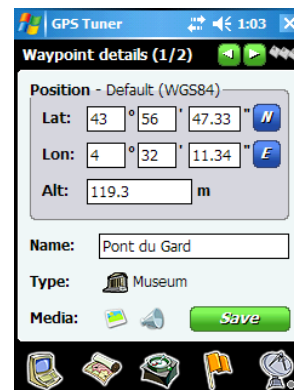 GPS Tuner 1:03
Waypoint details (1/2)
Position - Default (WGS84)
Lat: 43 ° 56 ' 47.33 " N
Lon: 4 ° 32 ' 11.34 " E
Alt: 119.3 m
Name: Pont du Gard
Type: Museum
Media: Save